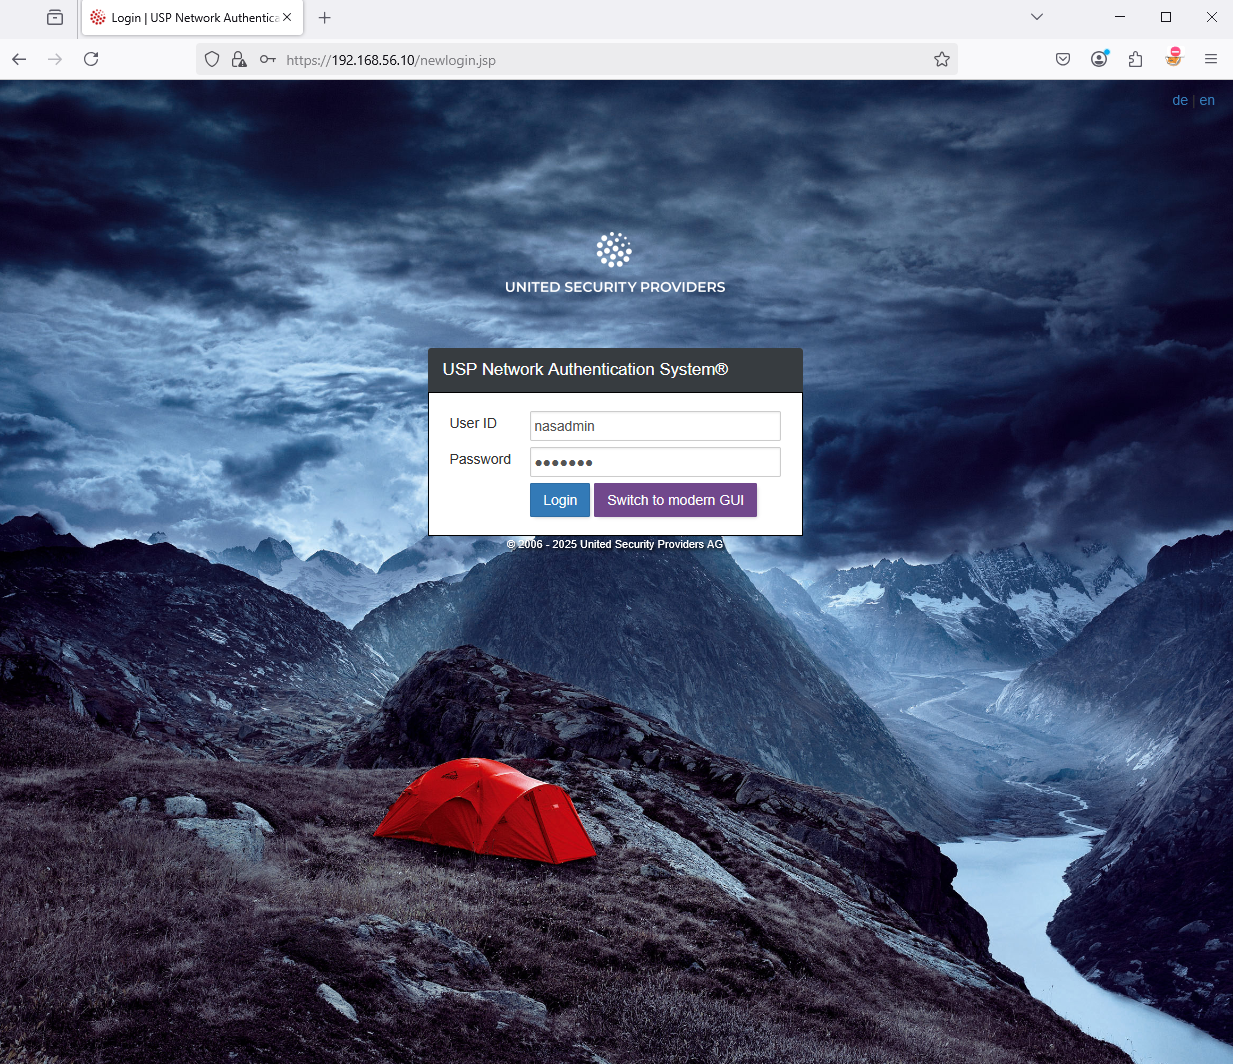 Login | USP Network Authentica
https://192.168.56.10/newlogin.jsp
de | en
UNITED SECURITY PROVIDERS
USP Network Authentication System®
User ID
nasadmin
Password
•••••••
Login
Switch to modern GUI
© 2006 - 2025 United Security Providers AG